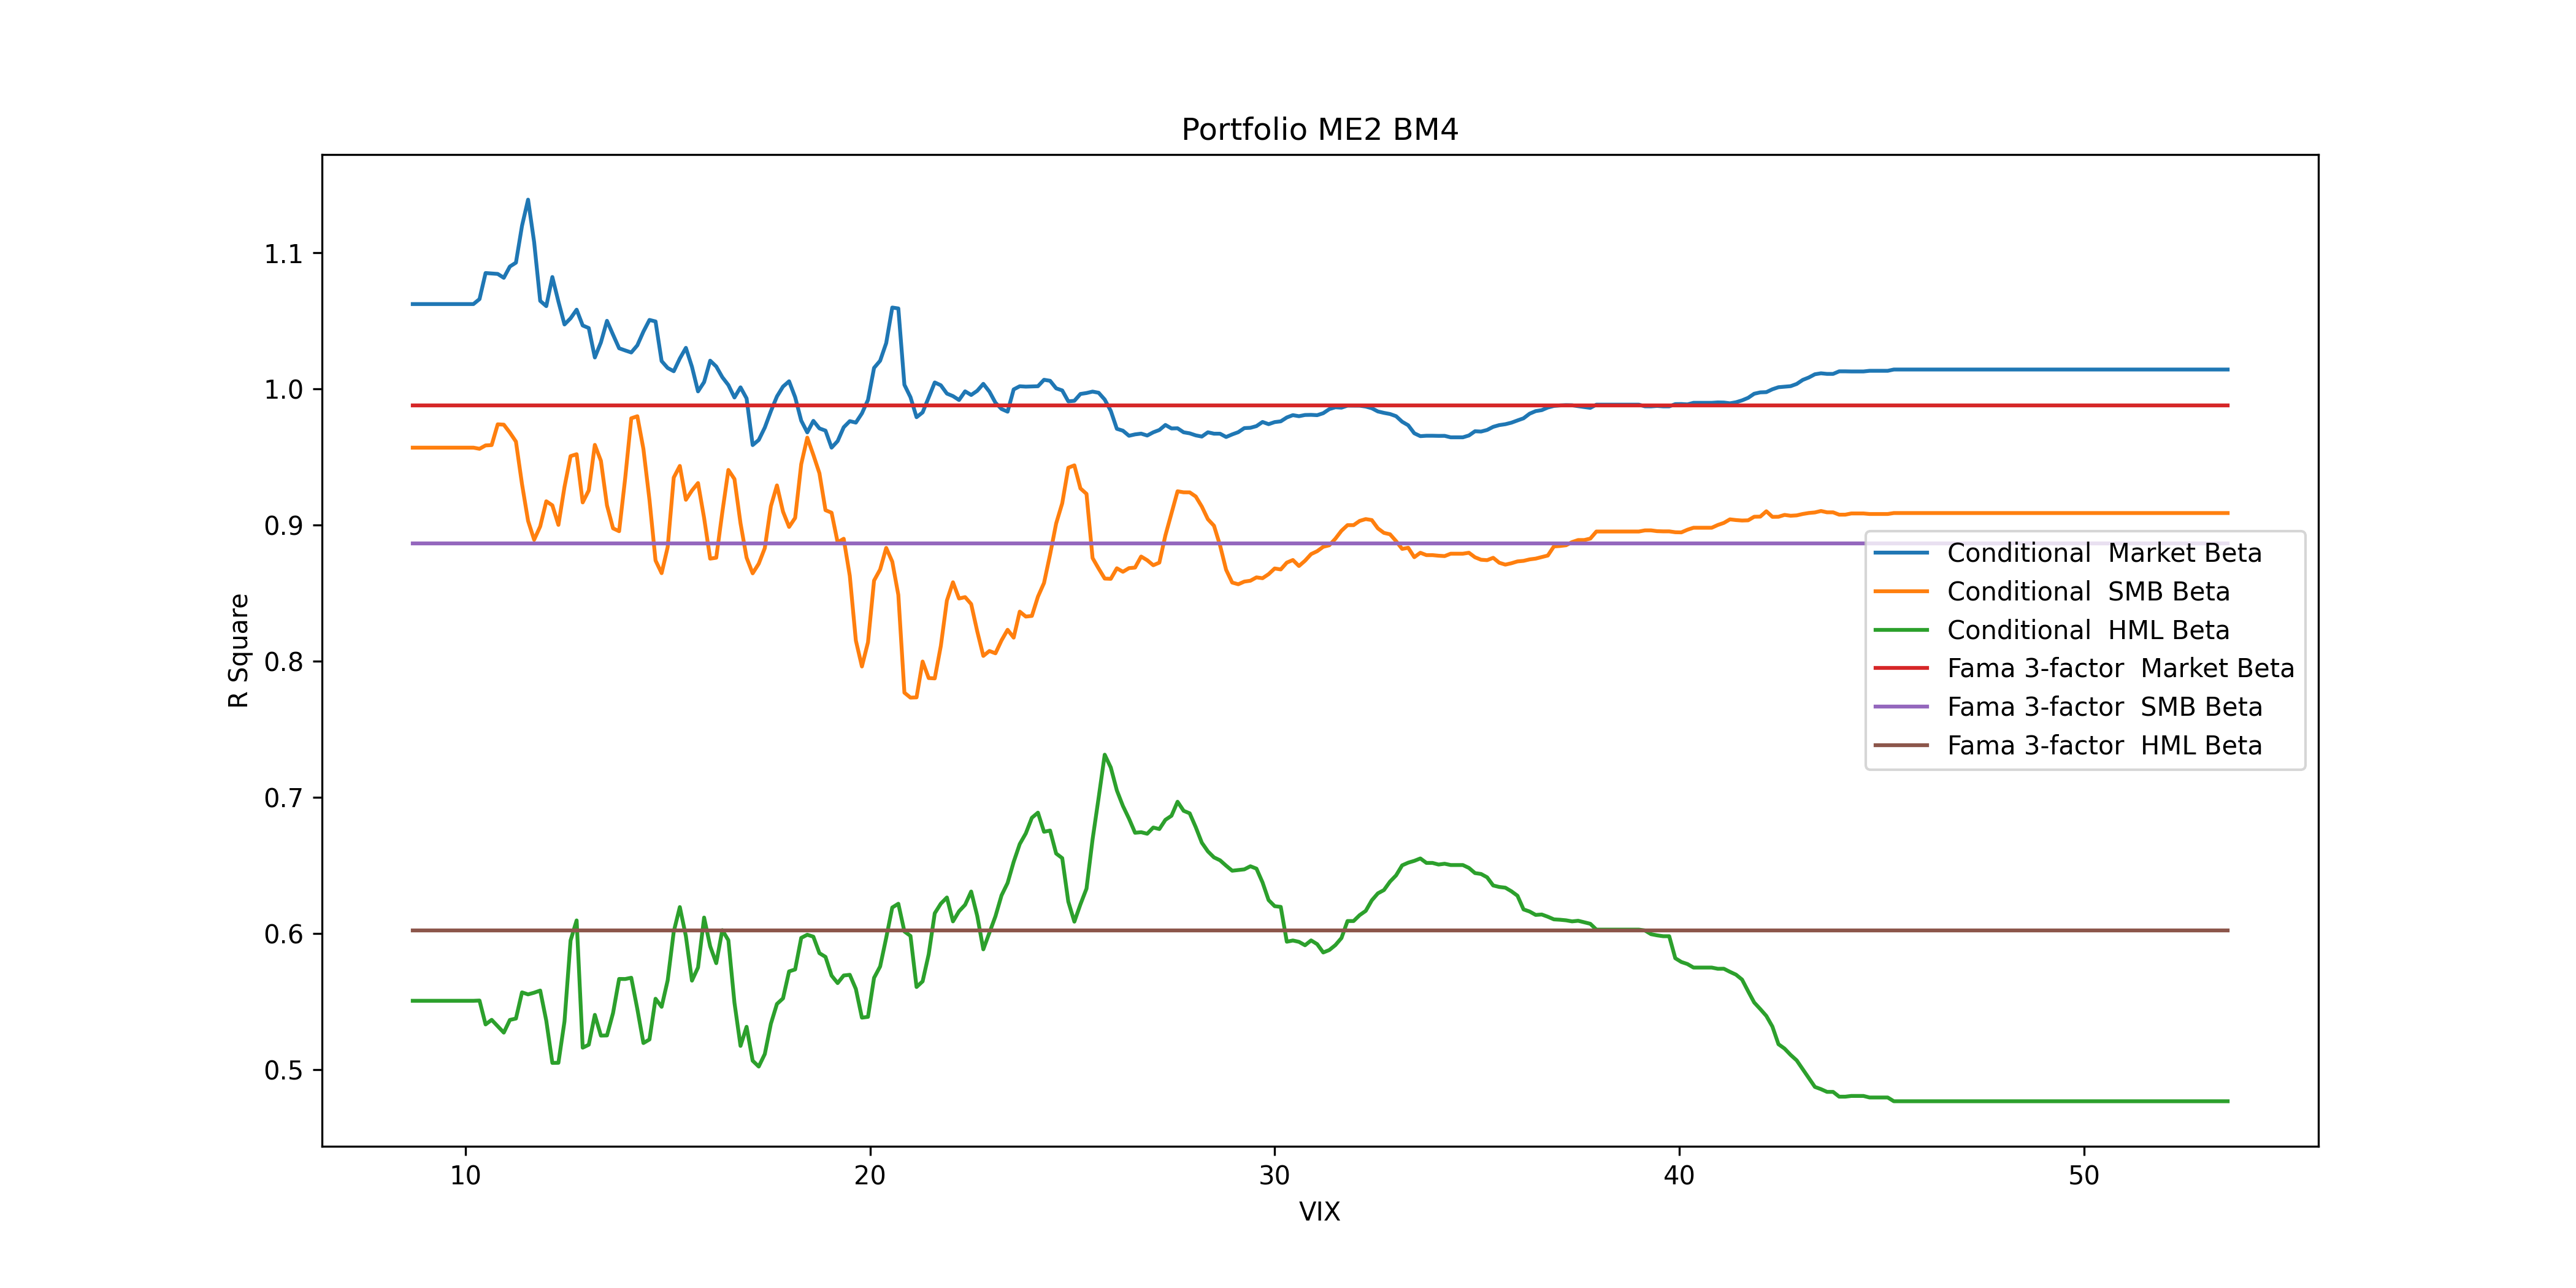 Portfolio ME2 BM4
1.1
1.0
0.9
0.8
0.7
0.6
0.5
R Square
Conditional  Market Beta
Conditional  SMB Beta
Conditional  HML Beta
Fama 3-factor  Market Beta
Fama 3-factor  SMB Beta
Fama 3-factor  HML Beta
10 20 30 40 50
VIX